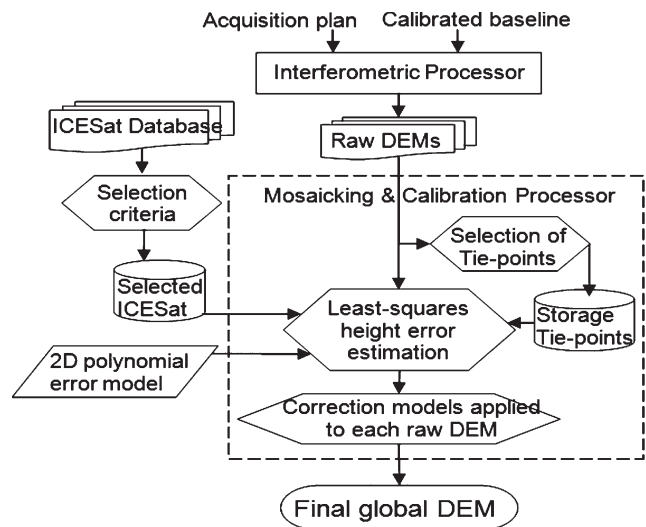 Acquisition plan
Calibrated baseline
Interferometric Processor
ICESat Database
Raw DEMs
Selection
criteria
Mosaicking & Calibration Processor
Selection of
Tie-points
Selected
ICESat
Least-squares
height error
estimation
Storage
Tie-points
2D polynomial
error model
Correction models applied
to each raw DEM
Final global DEM